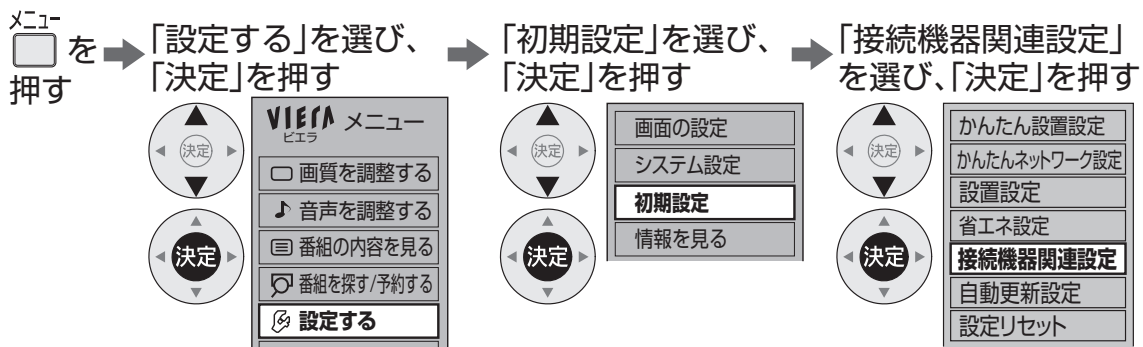 メニュー
を
押す
「設定する」を選び、
「決定」を押す
決定
決定
VIERA メニュー
ビエラ
画質を調整する
音声を調整する
番組の内容を見る
番組を探す/予約する
設定する
「初期設定」を選び、
「決定」を押す
決定
決定
画面の設定
システム設定
初期設定
情報を見る
「接続機器関連設定」
を選び、「決定」を押す
決定
決定
かんたん設置設定
かんたんネットワーク設定
設置設定
省エネ設定
接続機器関連設定
自動更新設定
設定リセット